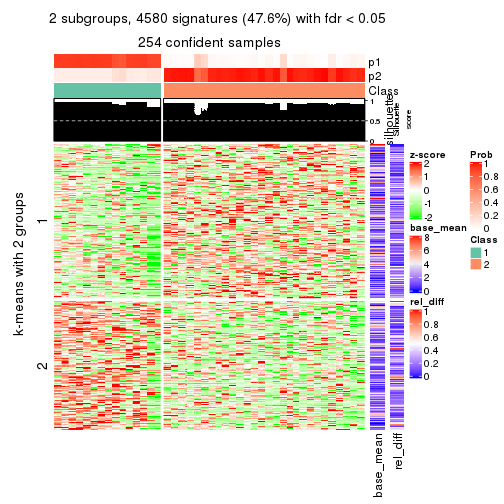 2 subgroups, 4580 signatures (47.6%) with fdr < 0.05
254 confident samples
p1
p2
Class
1
0.5
0
silhouette
Silhouette
score
k-means with 2 groups
1
2
base_mean
rel_diff
z-score
2
1
0
-1
-2
base_mean
8
6
4
2
0
rel_diff
1
0.8
0.6
0.4
0.2
0
Prob
1
0.8
0.6
0.4
0.2
0
Class
1
2